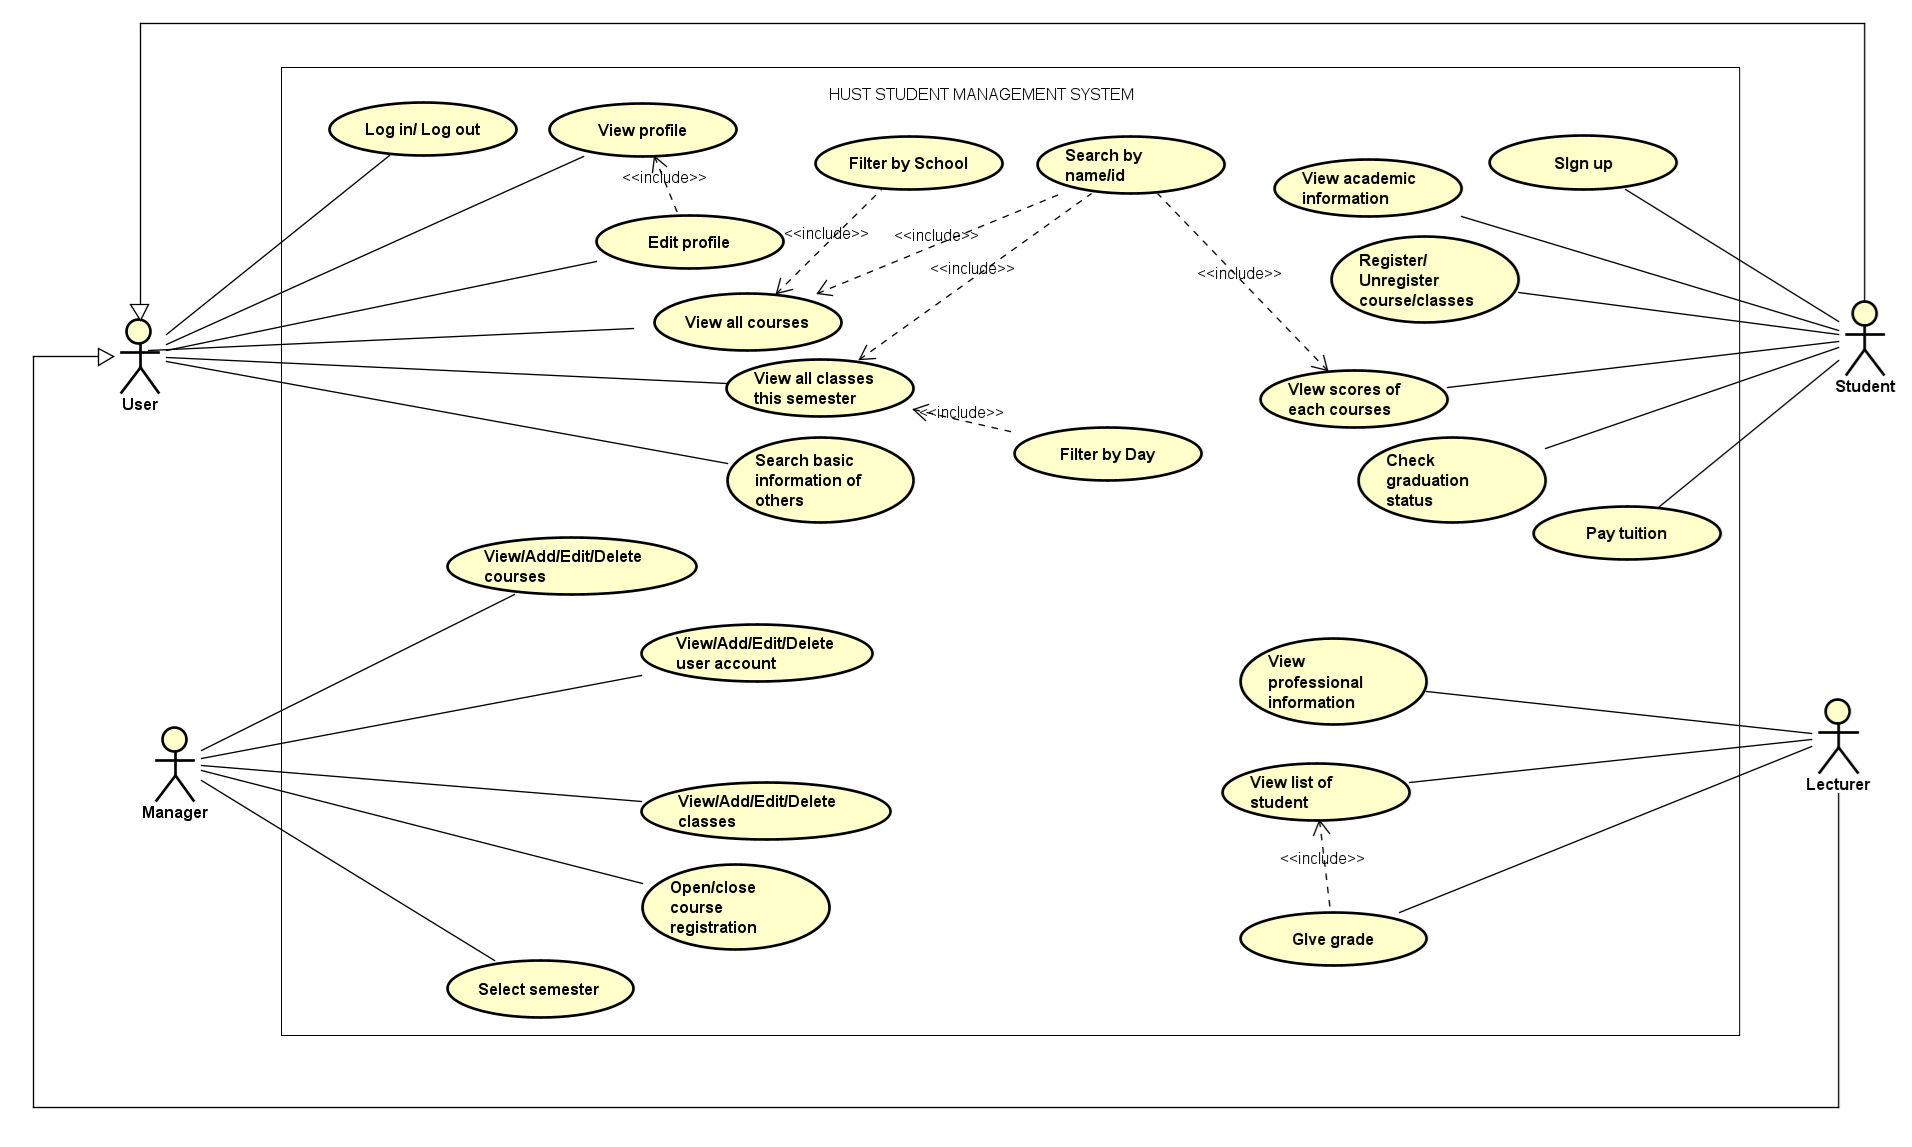 HUST STUDENT MANAGEMENT SYSTEM
Log in/ Log out
View profile
Filter by School
Search by
name/id
SIgn up
View academic
information
<<include>>
Edit profile
<<include>>
<<include>>
<<include>>
<<include>>
Register/
Unregister
course/classes
View all courses
User
View all classes
this semester
VIew scores of
each courses
Student
<<include>>
Filter by Day
Search basic
information of
others
Check
graduation
status
Pay tuition
View/Add/Edit/Delete
courses
View/Add/Edit/Delete
user account
View
professional
information
Manager
View/Add/Edit/Delete
classes
View list of
student
Lecturer
<<include>>
Open/close
course
registration
GIve grade
Select semester